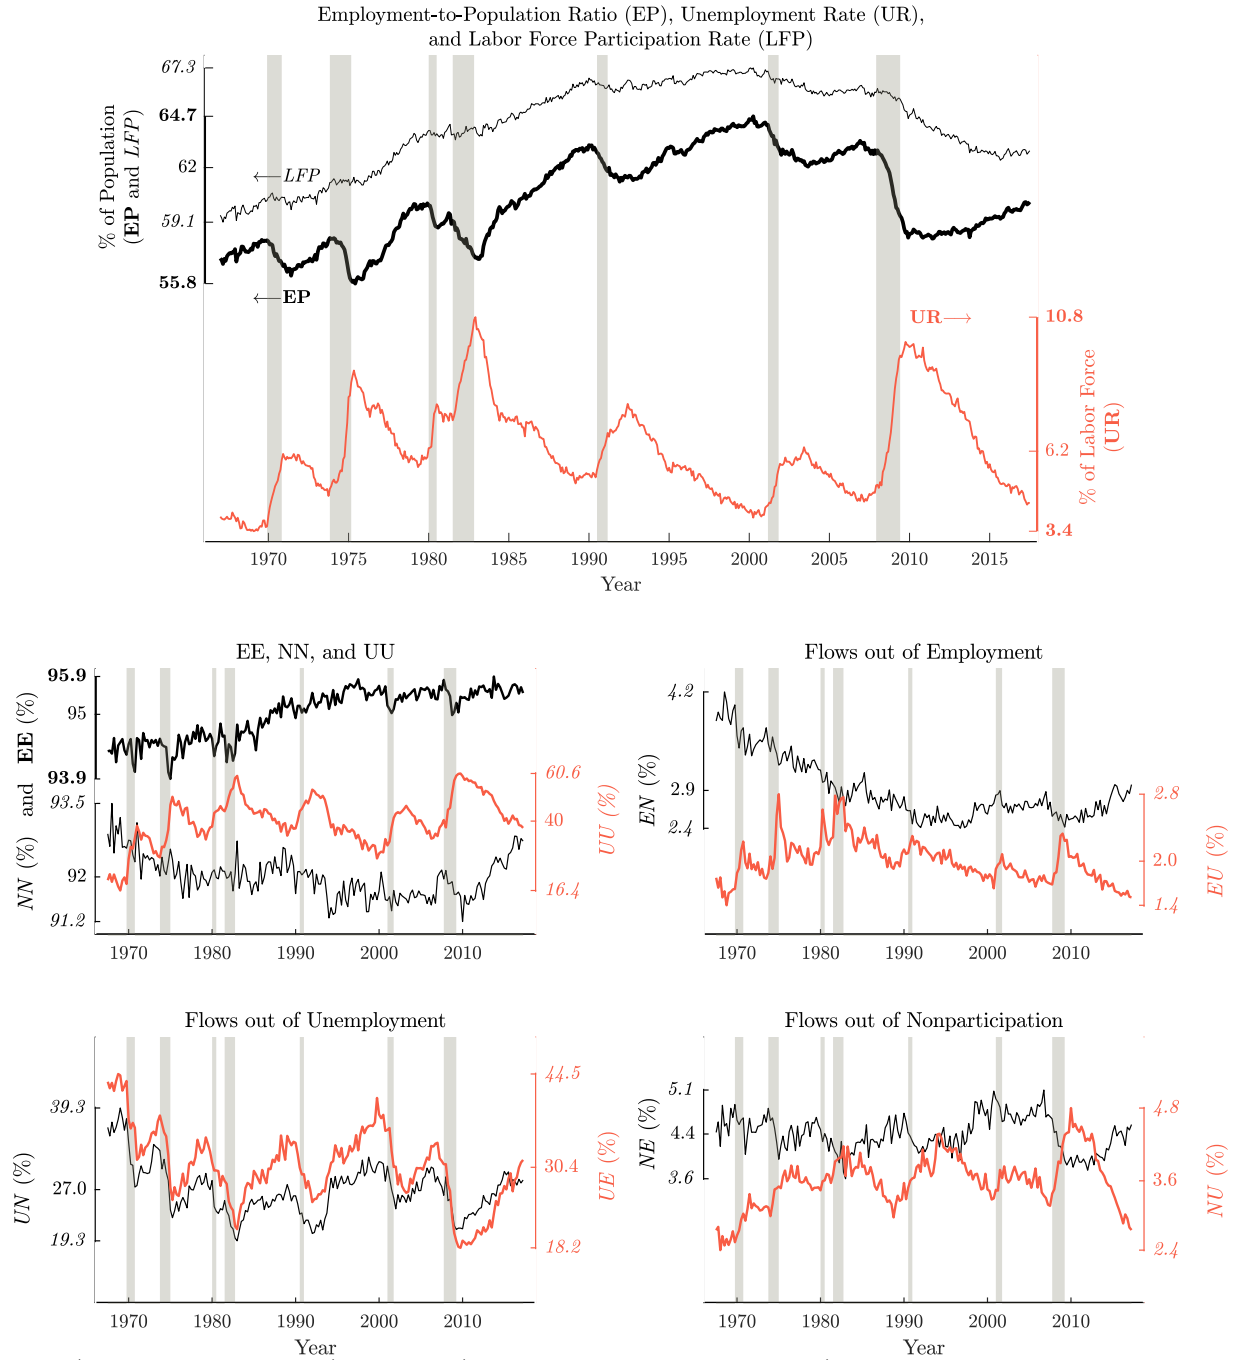 Employment-to-Population Ratio (EP), Unemployment Rate (UR),
and Labor Force Participation Rate (LFP)
% of Population
(EP and LFP)
67.3
64.7
62
59.1
55.8
←LFP
←EP
UR→
10.8
6.2
3.4
% of Labor Force
(UR)
1970 1975 1980 1985 1990 1995 2000 2005 2010 2015
Year
EE, NN, and UU
NN (%) and EE (%)
95.9
95
93.9
93.5
92
91.2
60.6
40
16.4
UU (%)
1970 1980 1990 2000 2010
Flows out of Employment
EN (%)
4.2
2.9
2.4
2.8
2.0
1.4
EU (%)
1970 1980 1990 2000 2010
Flows out of Unemployment
UN (%)
39.3
27.0
19.3
44.5
30.4
18.2
UE (%)
1970 1980 1990 2000 2010
Year
Flows out of Nonparticipation
NE (%)
5.1
4.4
3.6
4.8
3.6
2.4
NU (%)
1970 1980 1990 2000 2010
Year